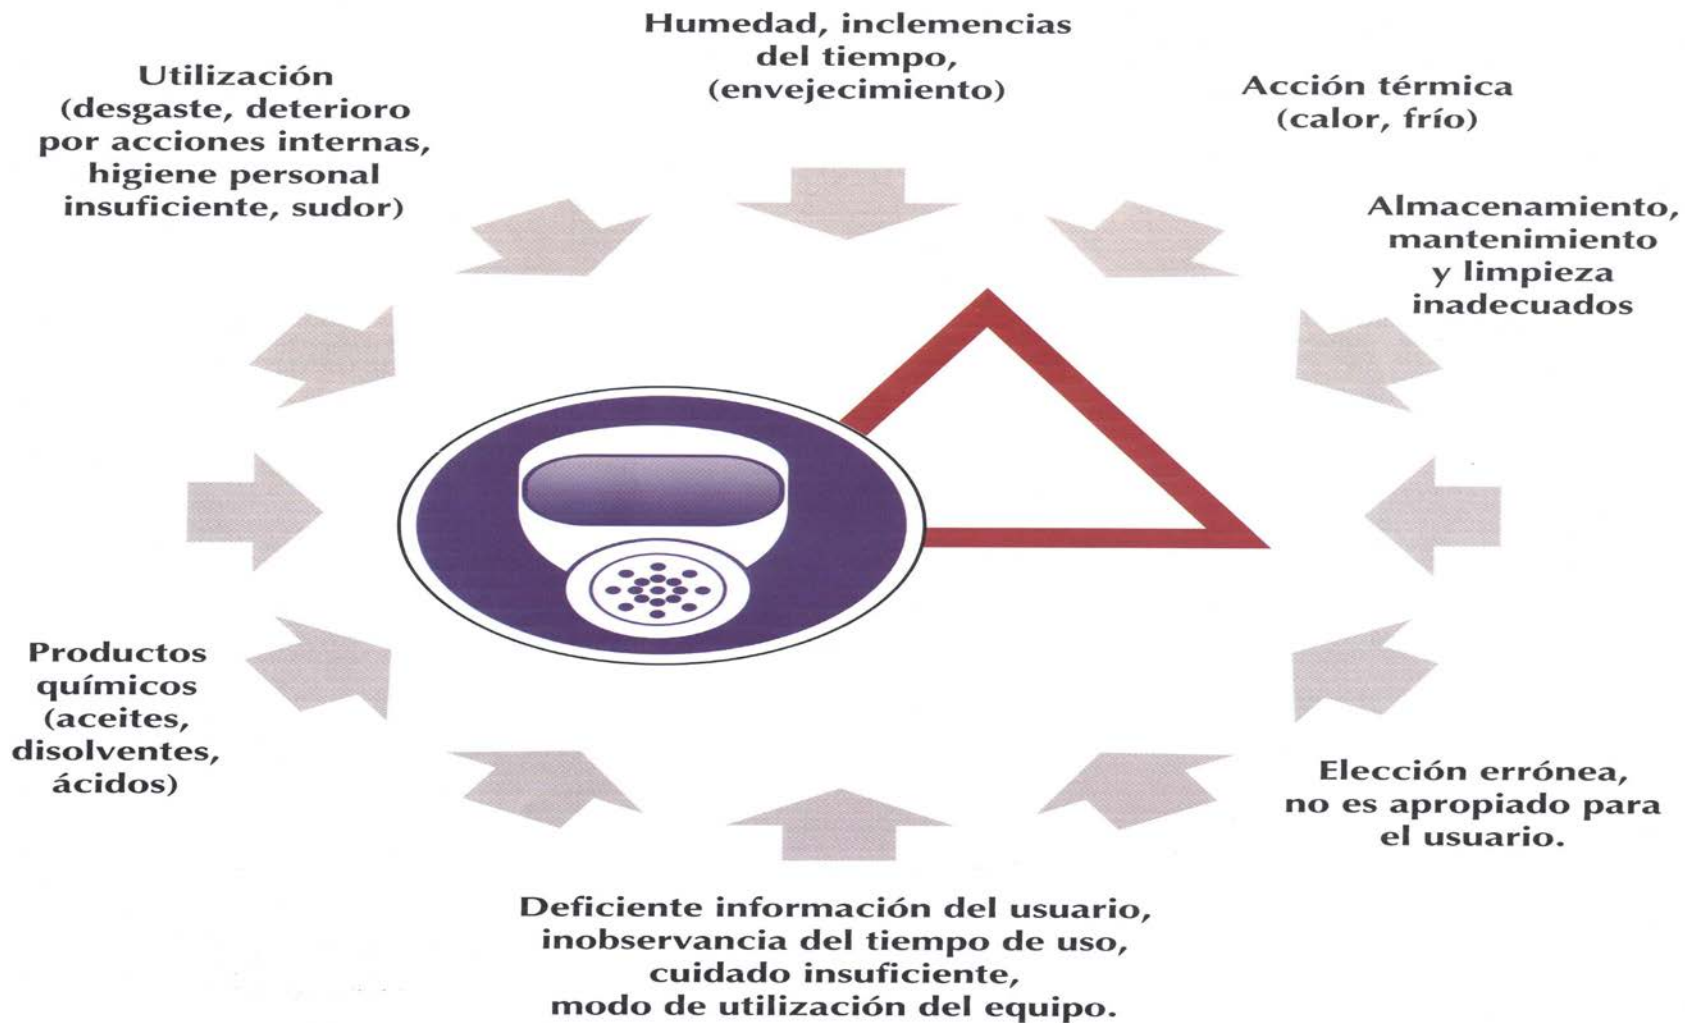 Humedad, inclemencias
del tiempo,
(envejecimiento)
Utilización
(desgaste, deterioro
por acciones internas,
higiene personal
insuficiente, sudor)
Acción térmica
(calor, frío)
Almacenamiento,
mantenimiento
y limpieza
inadecuados
Productos
químicos
(aceites,
disolventes,
ácidos)
Elección errónea,
no es apropiado para
el usuario.
Deficiente información del usuario,
inobservancia del tiempo de uso,
cuidado insuficiente,
modo de utilización del equipo.